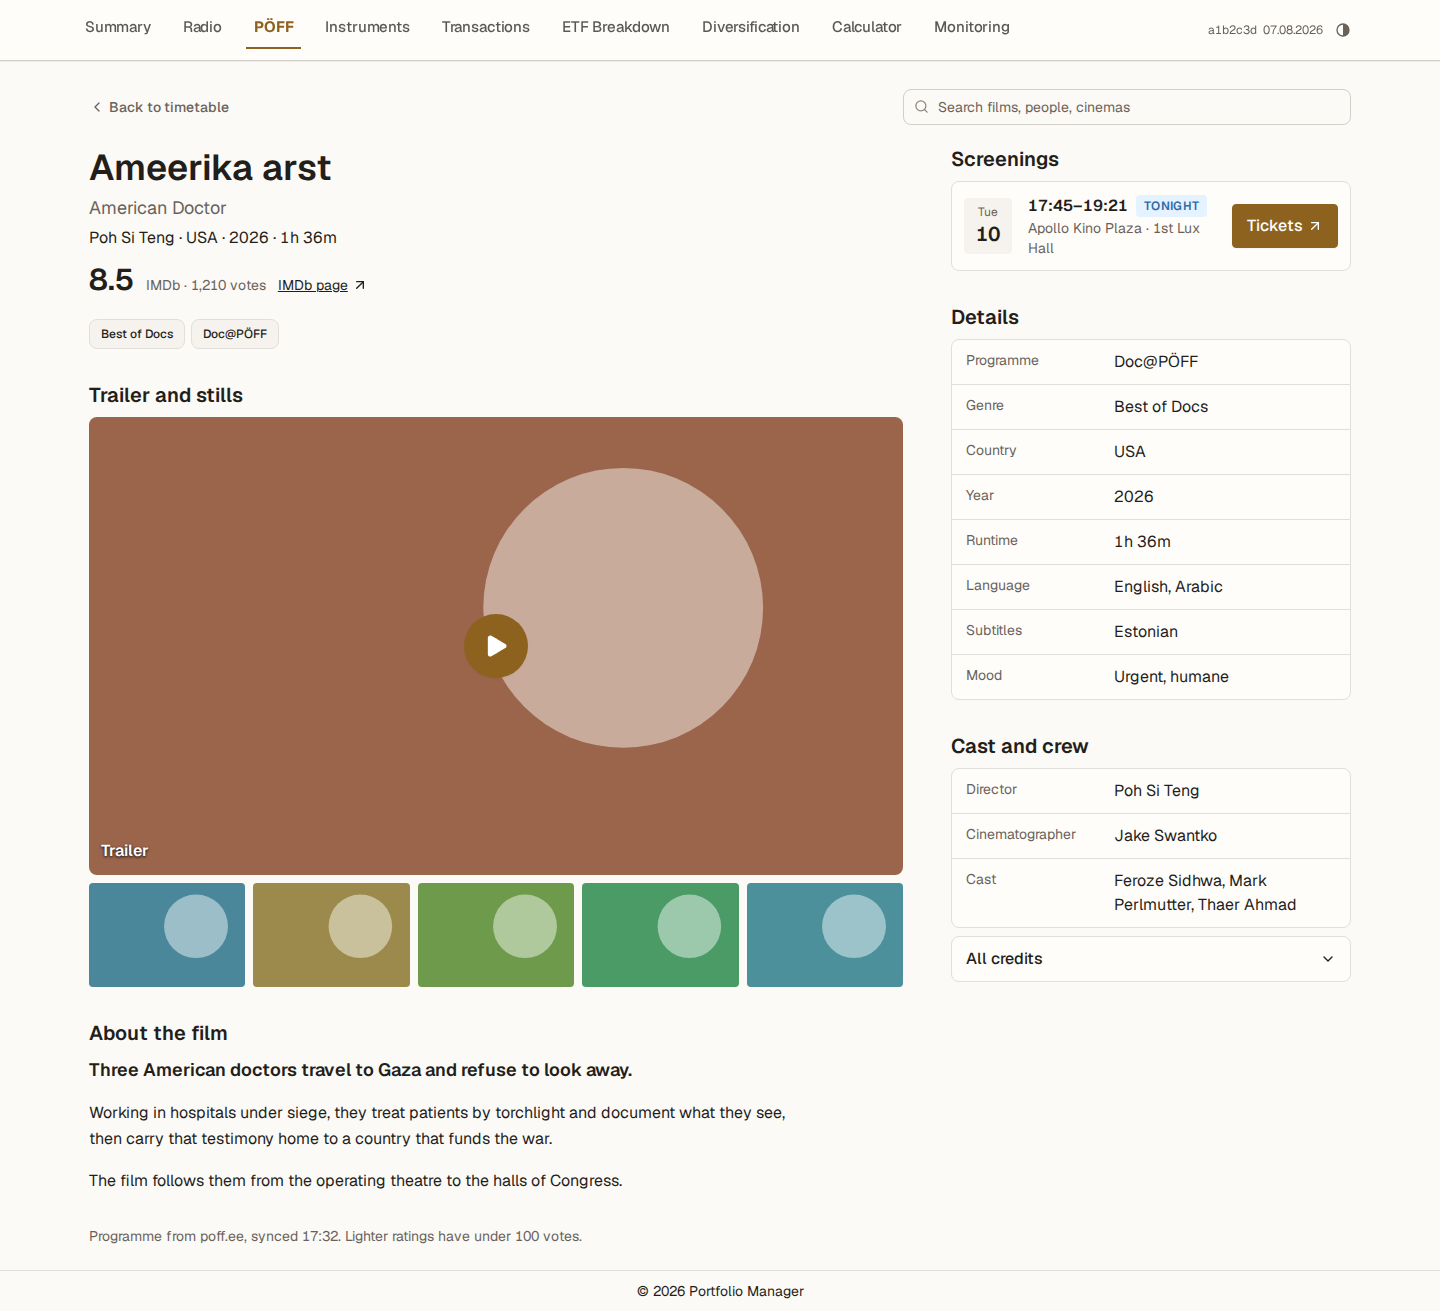 Summary Radio PÖFF Instruments Transactions ETF Breakdown Diversification Calculator Monitoring a1b2c3d 07.08.2026
Back to timetable
Search films, people, cinemas
Ameerika arst
American Doctor
Poh Si Teng · USA · 2026 · 1h 36m
8.5 IMDb · 1,210 votes IMDb page
Best of Docs Doc@PÖFF
Trailer and stills
Trailer
About the film
Three American doctors travel to Gaza and refuse to look away.
Working in hospitals under siege, they treat patients by torchlight and document what they see,
then carry that testimony home to a country that funds the war.
The film follows them from the operating theatre to the halls of Congress.
Programme from poff.ee, synced 17:32. Lighter ratings have under 100 votes.
Screenings
Tue
10
17:45–19:21 TONIGHT
Apollo Kino Plaza · 1st Lux
Hall
Tickets
Details
Programme Doc@PÖFF
Genre Best of Docs
Country USA
Year 2026
Runtime 1h 36m
Language English, Arabic
Subtitles Estonian
Mood Urgent, humane
Cast and crew
Director Poh Si Teng
Cinematographer Jake Swantko
Cast Feroze Sidhwa, Mark
Perlmutter, Thaer Ahmad
All credits
© 2026 Portfolio Manager